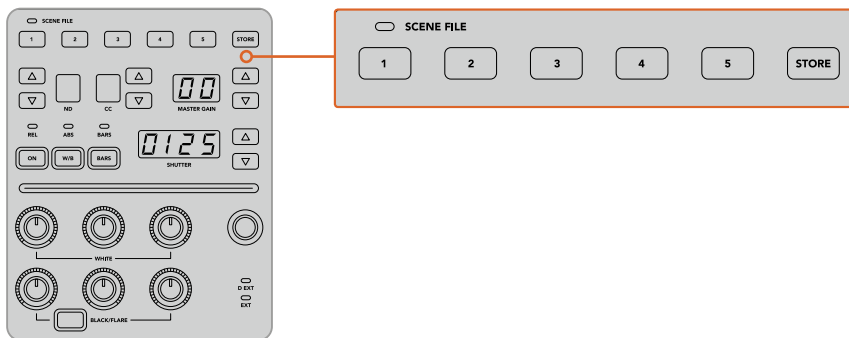 SCENE FILE
1 2 3 4 5 STORE
ND CC 00
MASTER GAIN
REL ABS BARS
ON W/B BARS
0125
SHUTTER
WHITE
D EXT
EXT
BLACK/FLARE
SCENE FILE
1 2 3 4 5 STORE